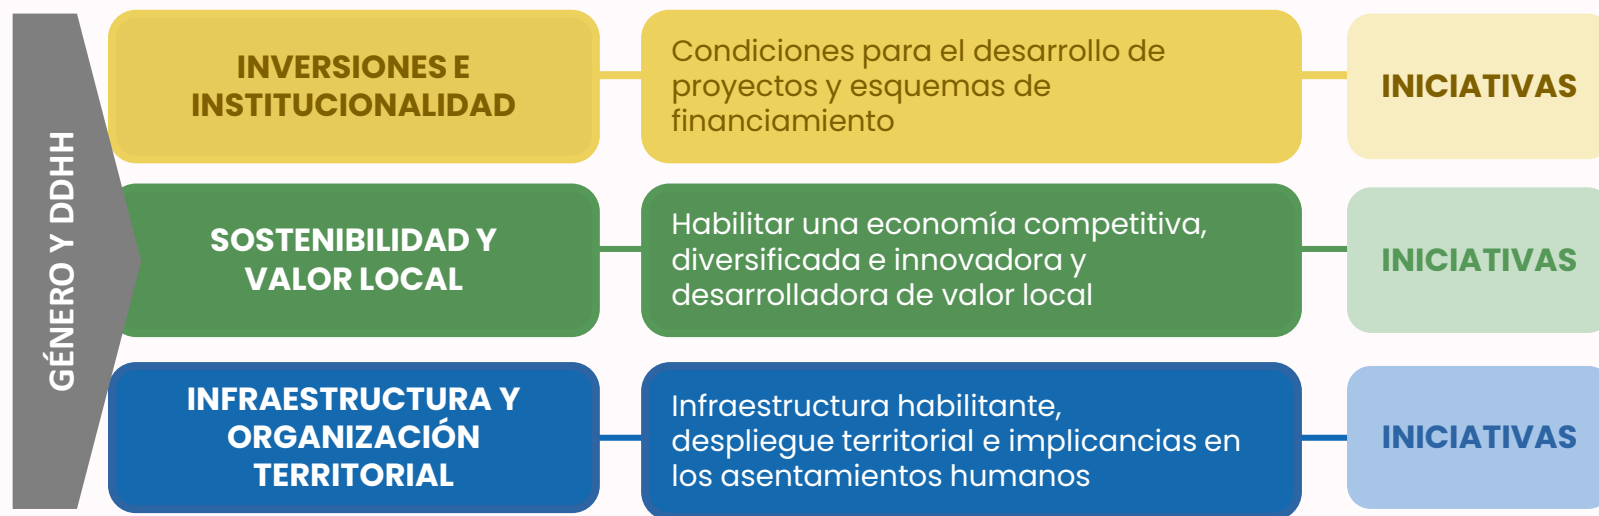 GÉNERO Y DDHH
INVERSIONES E
INSTITUCIONALIDAD
Condiciones para el desarrollo de
proyectos y esquemas de
financiamiento
INICIATIVAS
SOSTENIBILIDAD Y
VALOR LOCAL
Habilitar una economía competitiva,
diversificada e innovadora y
desarrolladora de valor local
INICIATIVAS
INFRAESTRUCTURA Y
ORGANIZACIÓN
TERRITORIAL
Infraestructura habilitante,
despliegue territorial e implicancias en
los asentamientos humanos
INICIATIVAS